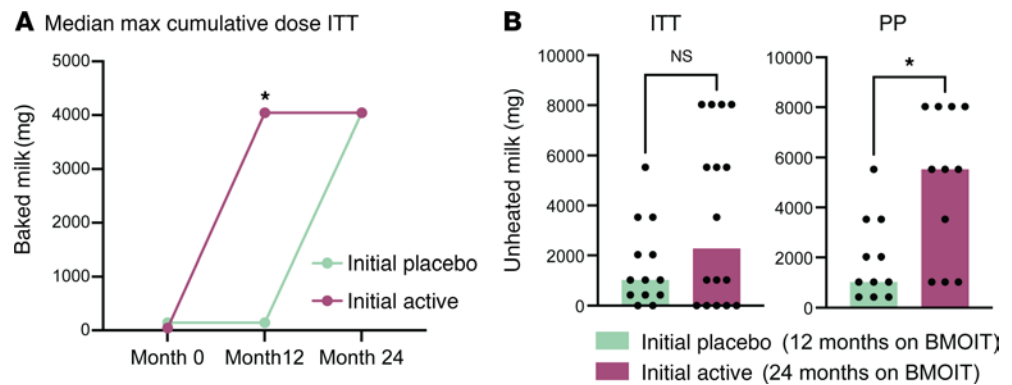 A Median max cumulative dose ITT
5000
4000
3000
2000
1000
0
Baked milk (mg)
*
Initial placebo
Initial active
Month 0 Month12 Month 24
B ITT PP
10000
8000
6000
4000
2000
0
Unheated milk (mg)
NS
10000
8000
6000
4000
2000
0
*
Initial placebo (12 months on BMOIT)
Initial active (24 months on BMOIT)